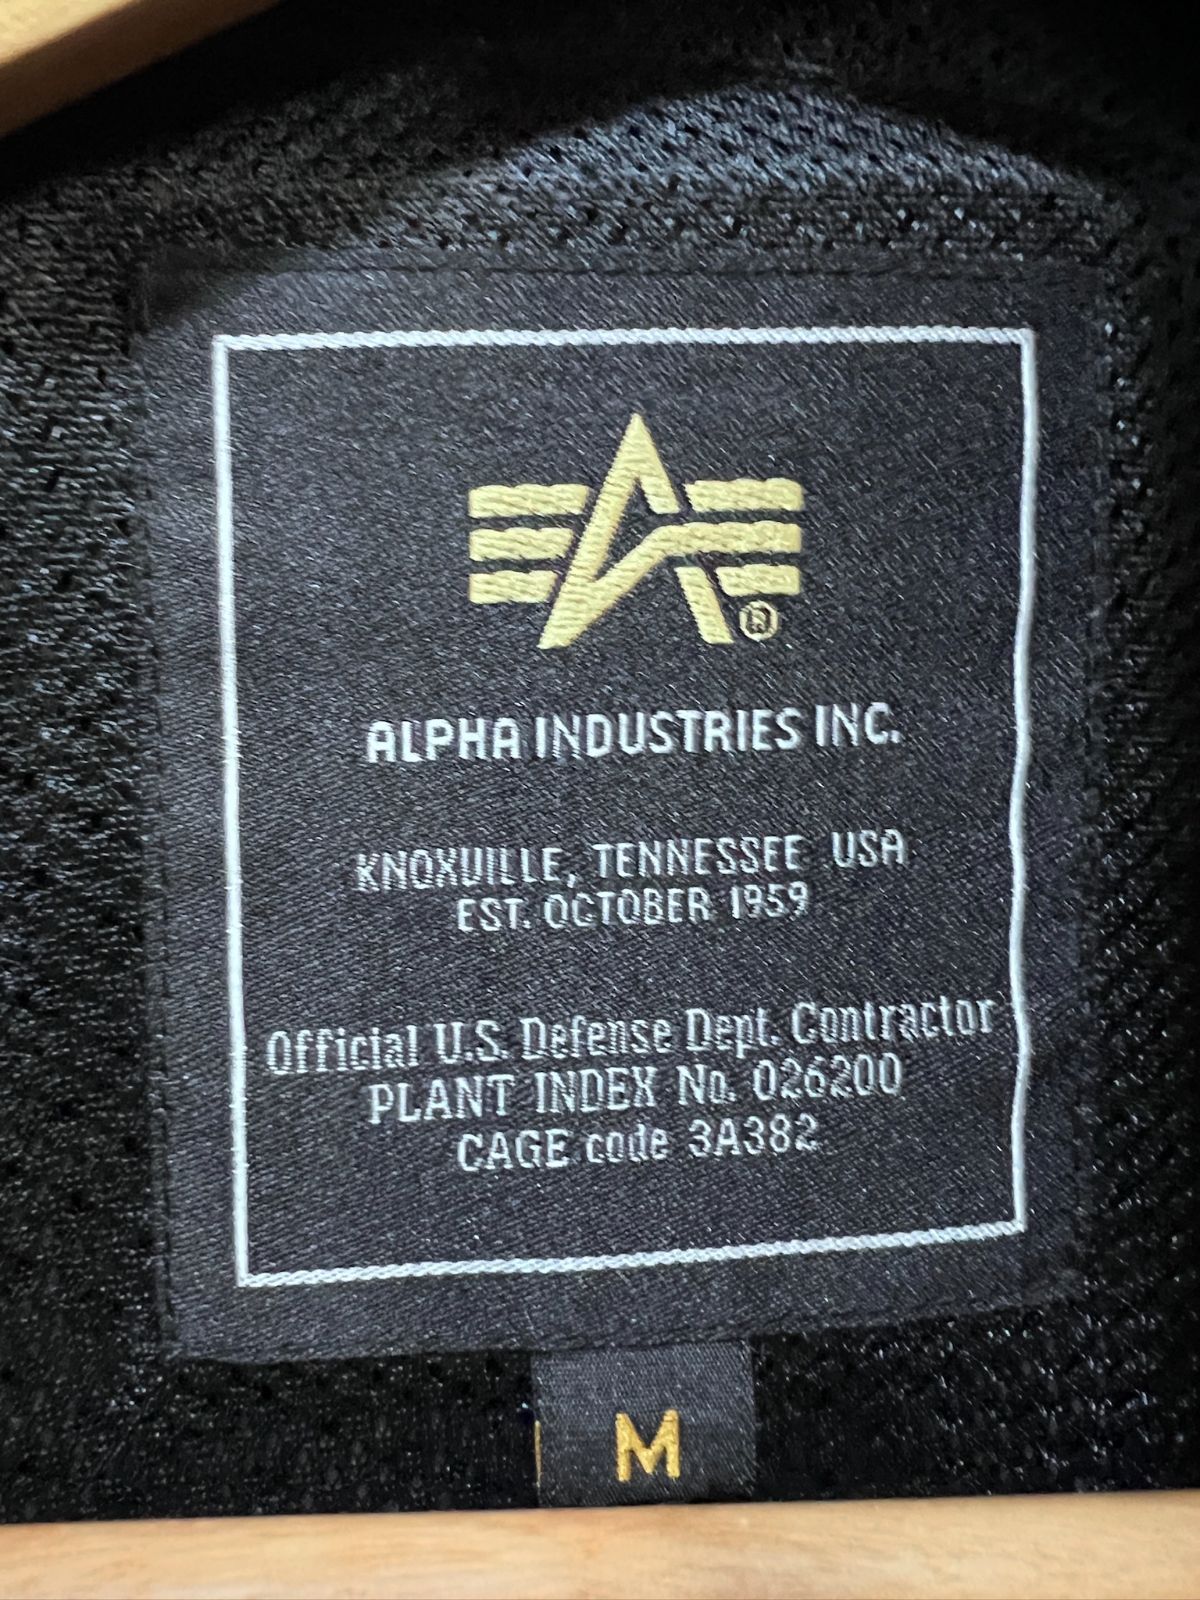 ALPHA INDUSTRIES INC.
KNOXVILLE, TENNESSEE USA
EST. OCTOBER 1959
Official U.S. Defense Dept. Contractor
PLANT INDEX No. 026200
CAGE code 3A382
M